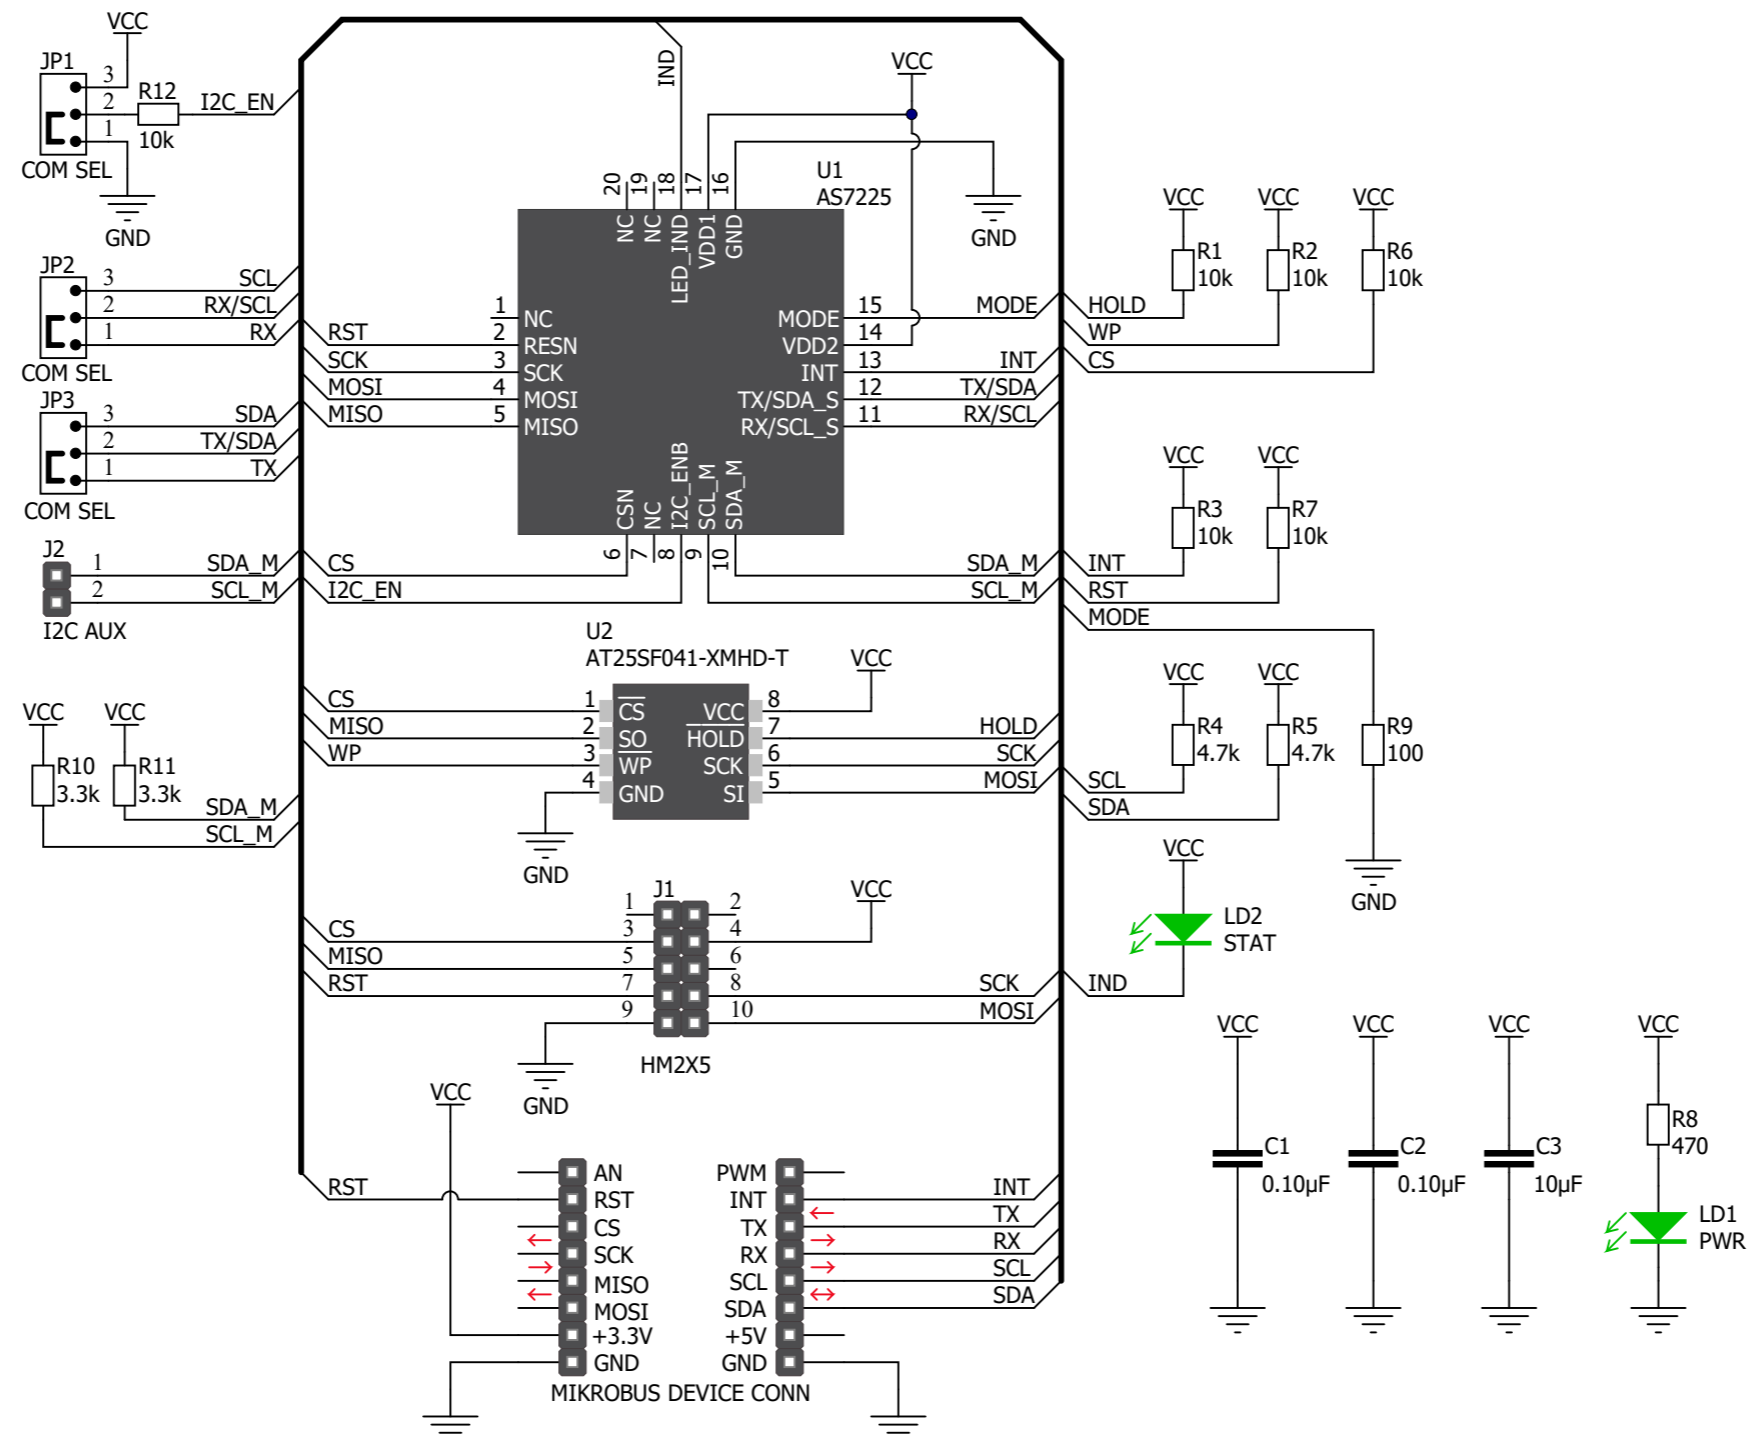 VCC
JP1
3
2
1
R12
10k
I2C_EN
COM SEL
GND
JP2
3
2
1
SCL
RX/SCL
RX
COM SEL
JP3
3
2
1
SDA
TX/SDA
TX
COM SEL
J2
1
2
SDA_M
SCL_M
I2C AUX
VCC
VCC
R10
3.3k
R11
3.3k
SDA_M
SCL_M
IND
VCC
U1
AS7225
GND
20
19
18
17
16
NC
NC
LED_IND
VDD1
GND
RST
SCK
MOSI
MISO
1
2
3
4
5
NC
RESN
SCK
MOSI
MISO
MODE
VDD2
INT
TX/SDA_S
RX/SCL_S
15
14
13
12
11
MODE
INT
TX/SDA
RX/SCL
CSN
NC
I2C_ENB
SCL_M
SDA_M
6
7
8
9
10
CS
I2C_EN
SDA_M
SCL_M
U2
AT25SF041-XMHD-T
VCC
CS
MISO
WP
1
2
3
4
CS
SO
WP
GND
VCC
HOLD
SCK
SI
8
7
6
5
HOLD
SCK
MOSI
GND
J1
VCC
1
3
5
7
9
2
4
6
8
10
CS
MISO
RST
SCK
MOSI
HM2X5
GND
VCC
RST
AN
RST
CS
SCK
MISO
MOSI
+3.3V
GND
PWM
INT
TX
RX
SCL
SDA
+5V
GND
INT
TX
RX
SCL
SDA
MIKROBUS DEVICE CONN
VCC
VCC
VCC
R1
10k
R2
10k
R6
10k
HOLD
WP
CS
VCC
VCC
R3
10k
R7
10k
INT
RST
MODE
VCC
VCC
R4
4.7k
R5
4.7k
R9
100
SCL
SDA
GND
VCC
LD2
STAT
IND
VCC
VCC
VCC
VCC
C1
0.10µF
C2
0.10µF
C3
10µF
R8
470
LD1
PWR